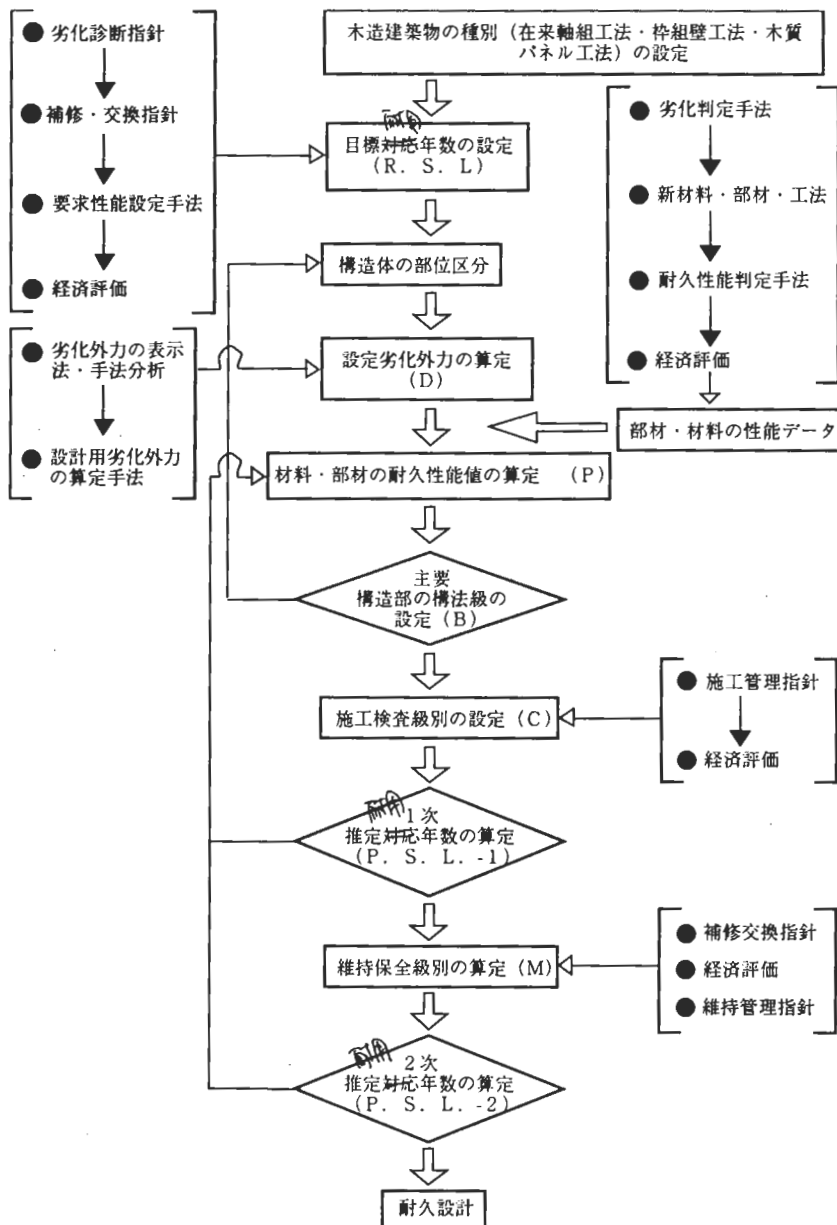 ● 劣化診断指針
● 補修・交換指針
● 要求性能設定手法
● 経済評価
木造建築物の種別（在来軸組工法・枠組壁工法・木質
パネル工法）の設定
耐用
目標対応年数の設定
(R. S. L)
● 劣化判定手法
● 新材料・部材・工法
● 耐久性能判定手法
● 経済評価
構造体の部位区分
● 劣化外力の表示
法・手法分析
● 設計用劣化外力
の算定手法
設定劣化外力の算定
(D)
部材・材料の性能データ
材料・部材の耐久性能値の算定 (P)
主要
構造部の構法級の
設定 (B)
施工検査級別の設定 (C)
● 施工管理指針
● 経済評価
耐用
1次
推定対応年数の算定
(P. S. L. -1)
維持保全級別の算定 (M)
● 補修交換指針
● 経済評価
● 維持管理指針
耐用
2次
推定対応年数の算定
(P. S. L. -2)
耐久設計